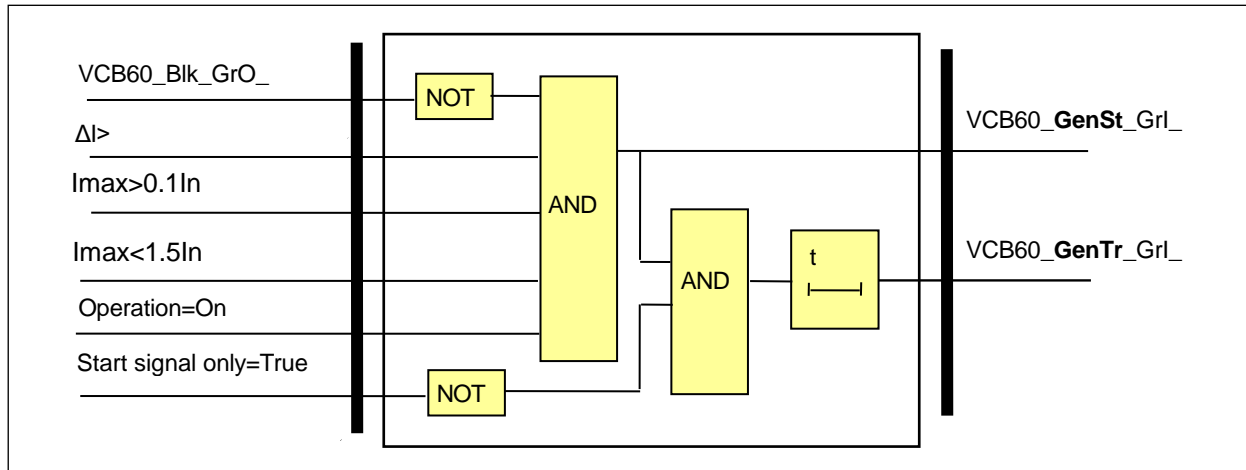 VCB60_Blk_GrO_
NOT
ΔI>
VCB60_GenSt_GrI_
Imax>0.1In
AND
Imax<1.5In
VCB60_GenTr_GrI_
t
AND
Operation=On
Start signal only=True
NOT